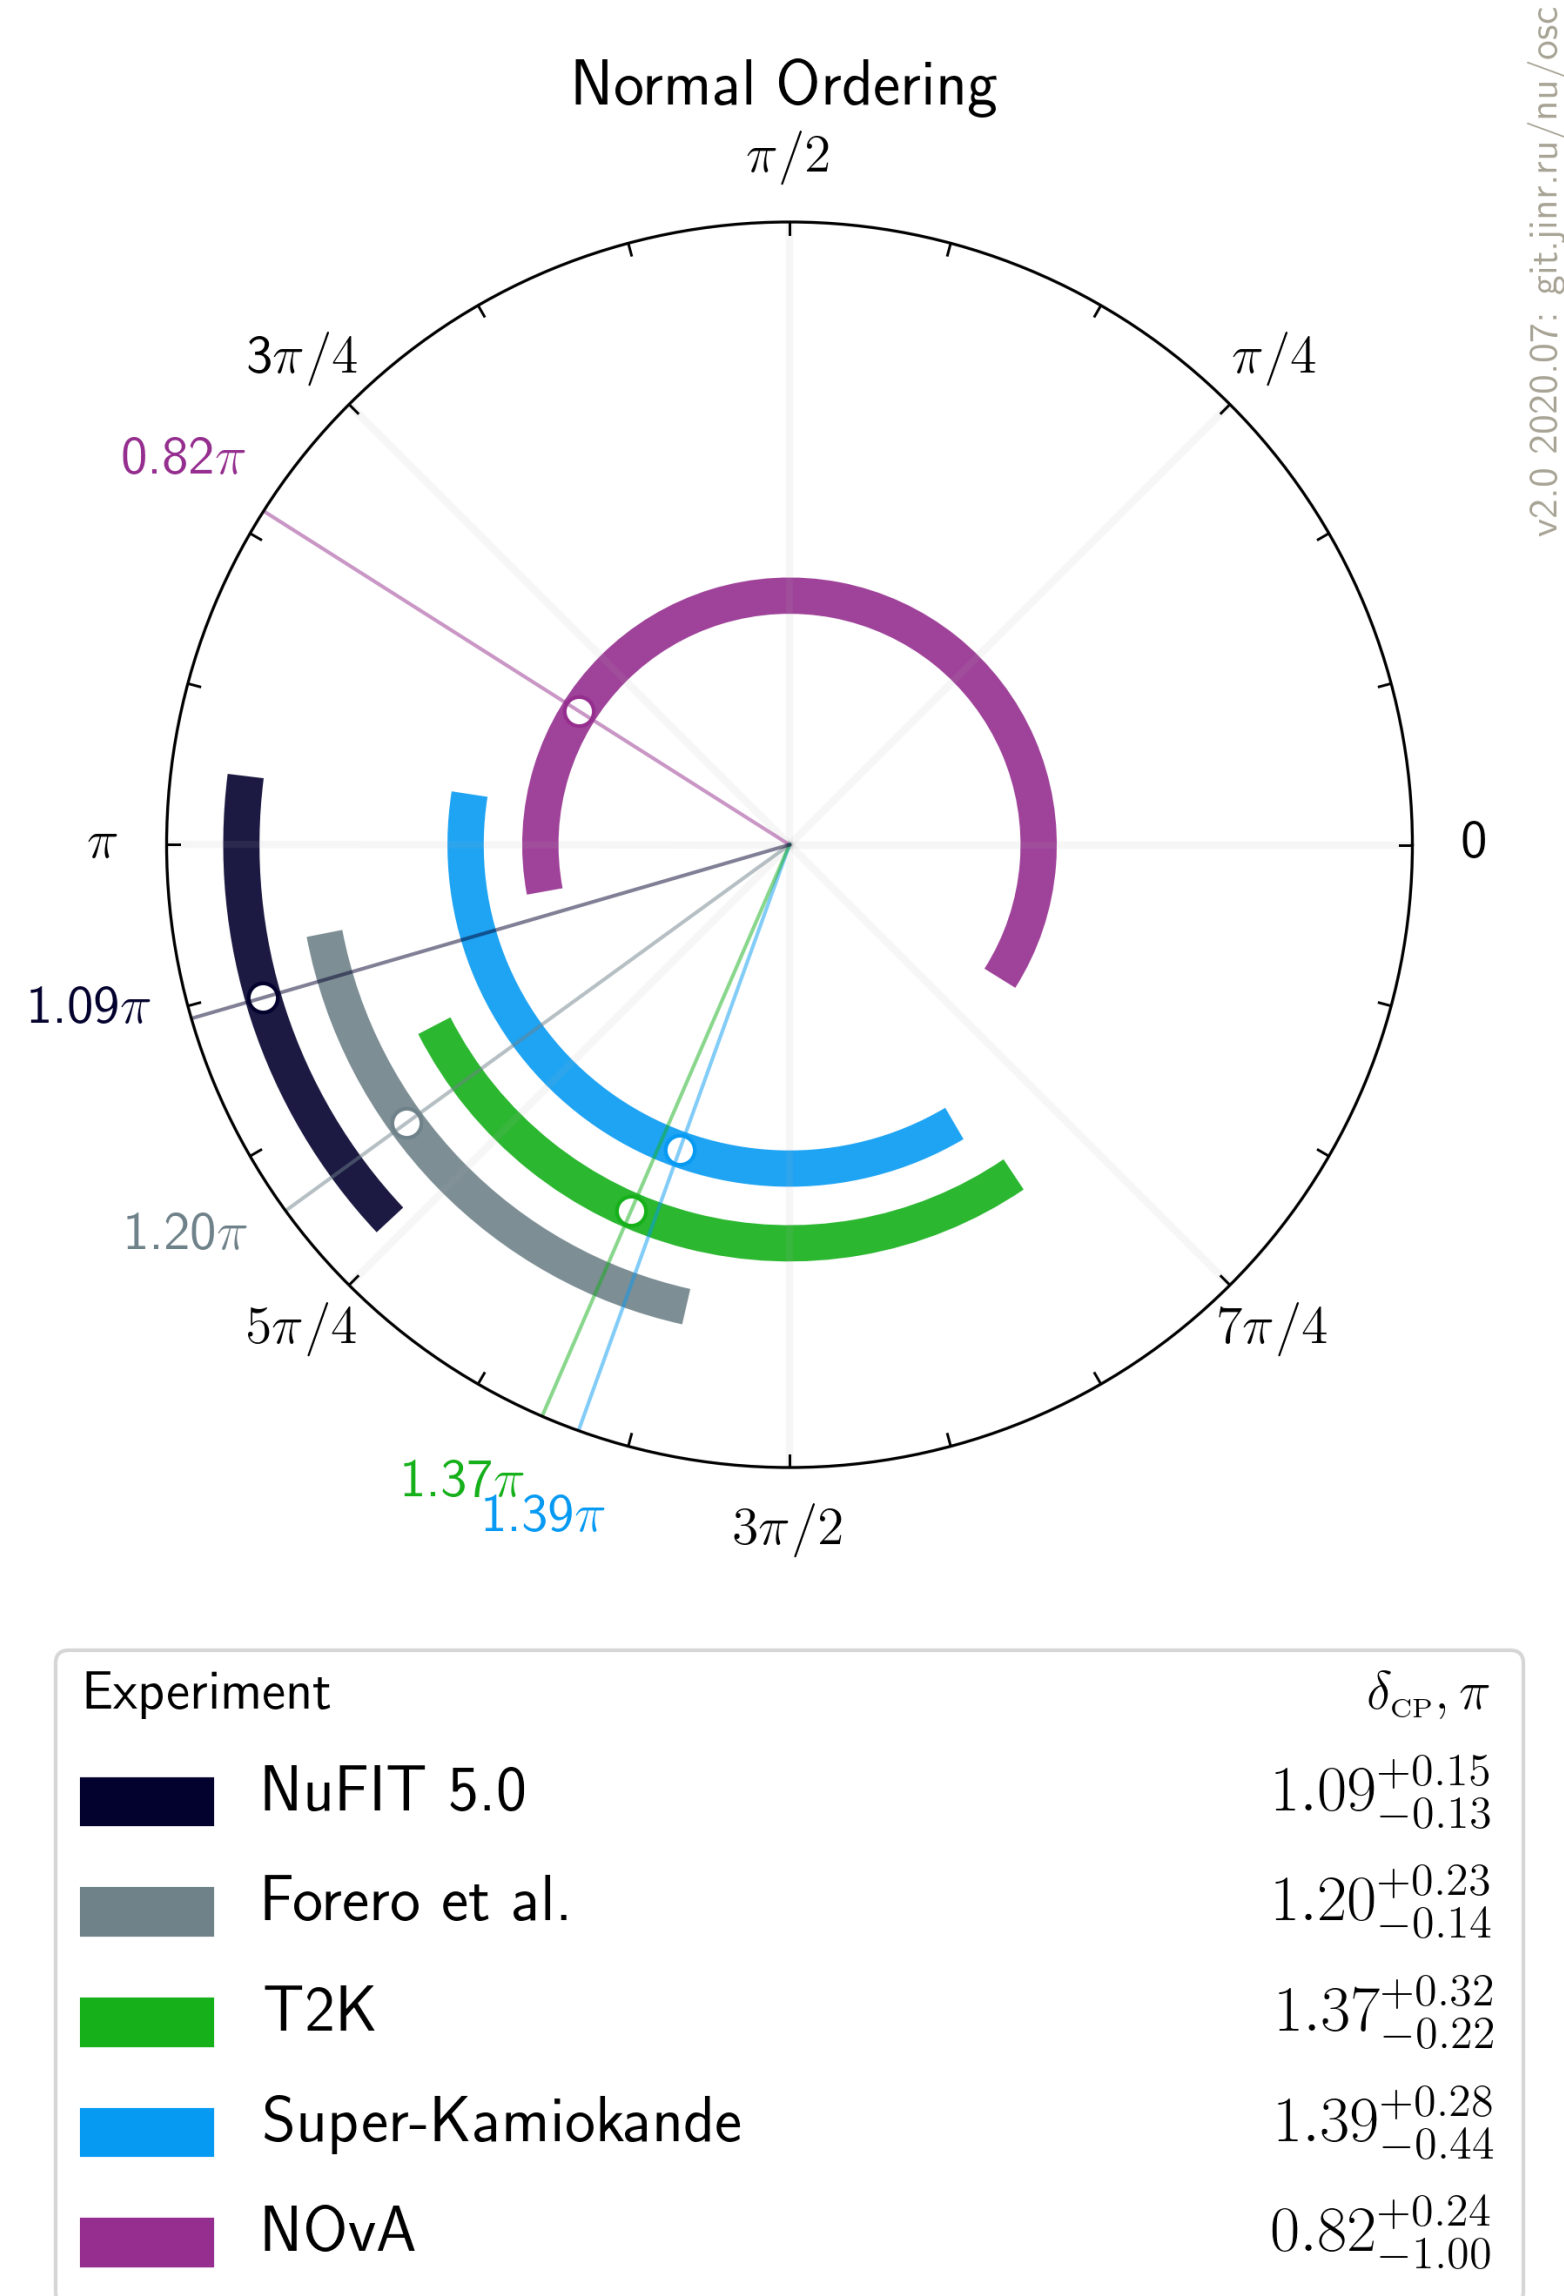 v2.0 2020.07: git.jinr.ru/nu/osc
Normal Ordering
π/2
3π/4
π/4
0.82π
π
0
1.09π
1.20π
5π/4
7π/4
1.37π
1.39π
3π/2
Experiment δ_CP, π
NuFIT 5.0 1.09 +0.15 −0.13
Forero et al. 1.20 +0.23 −0.14
T2K 1.37 +0.32 −0.22
Super-Kamiokande 1.39 +0.28 −0.44
NOvA 0.82 +0.24 −1.00